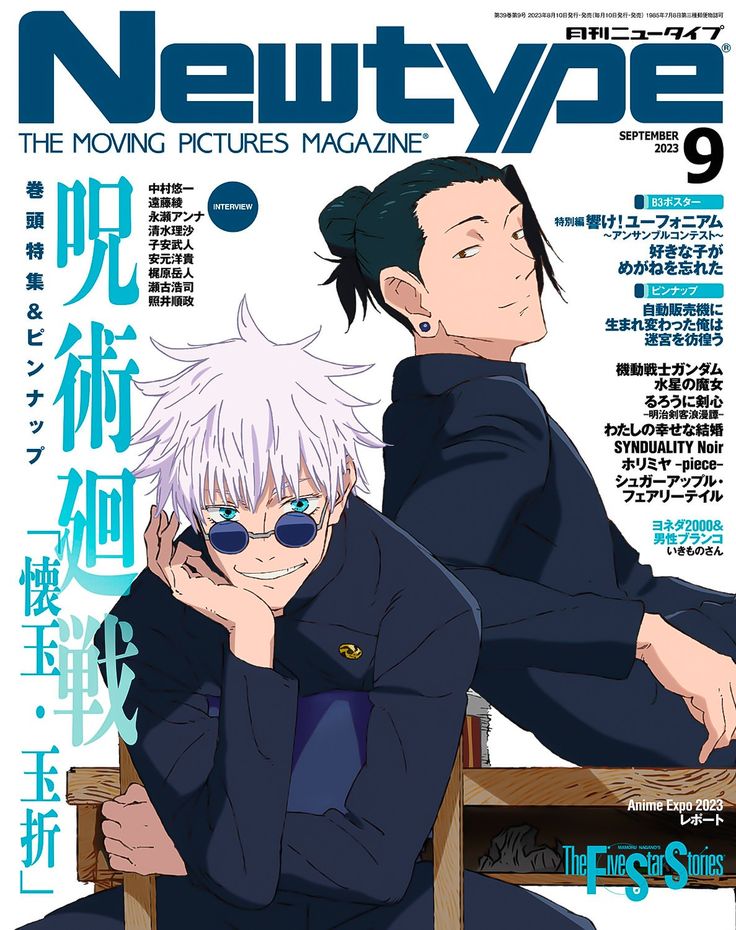 第39巻第9号 2023年8月10日発行・発売(毎月10日発行・発売) 1985年7月8日第三種郵便物認可
月刊ニュータイプ
Newtype®
THE MOVING PICTURES MAGAZINE®
SEPTEMBER
2023
9
巻頭特集&ピンナップ
呪術廻戦
「懐玉・玉折」
中村悠一
遠藤綾
永瀬アンナ
清水理沙
子安武人
安元洋貴
梶原岳人
瀬古浩司
照井順政
INTERVIEW
B3ポスター
特別編 響け!ユーフォニアム
〜アンサンブルコンテスト〜
好きな子が
めがねを忘れた
ピンナップ
自動販売機に
生まれ変わった俺は
迷宮を彷徨う
機動戦士ガンダム
水星の魔女
るろうに剣心
-明治剣客浪漫譚-
わたしの幸せな結婚
SYNDUALITY Noir
ホリミヤ -piece-
シュガーアップル・
フェアリーテイル
ヨネダ2000&
男性ブランコ
いきものさん
Anime Expo 2023
レポート
MAMORU NAGANO'S
The Five Star Stories